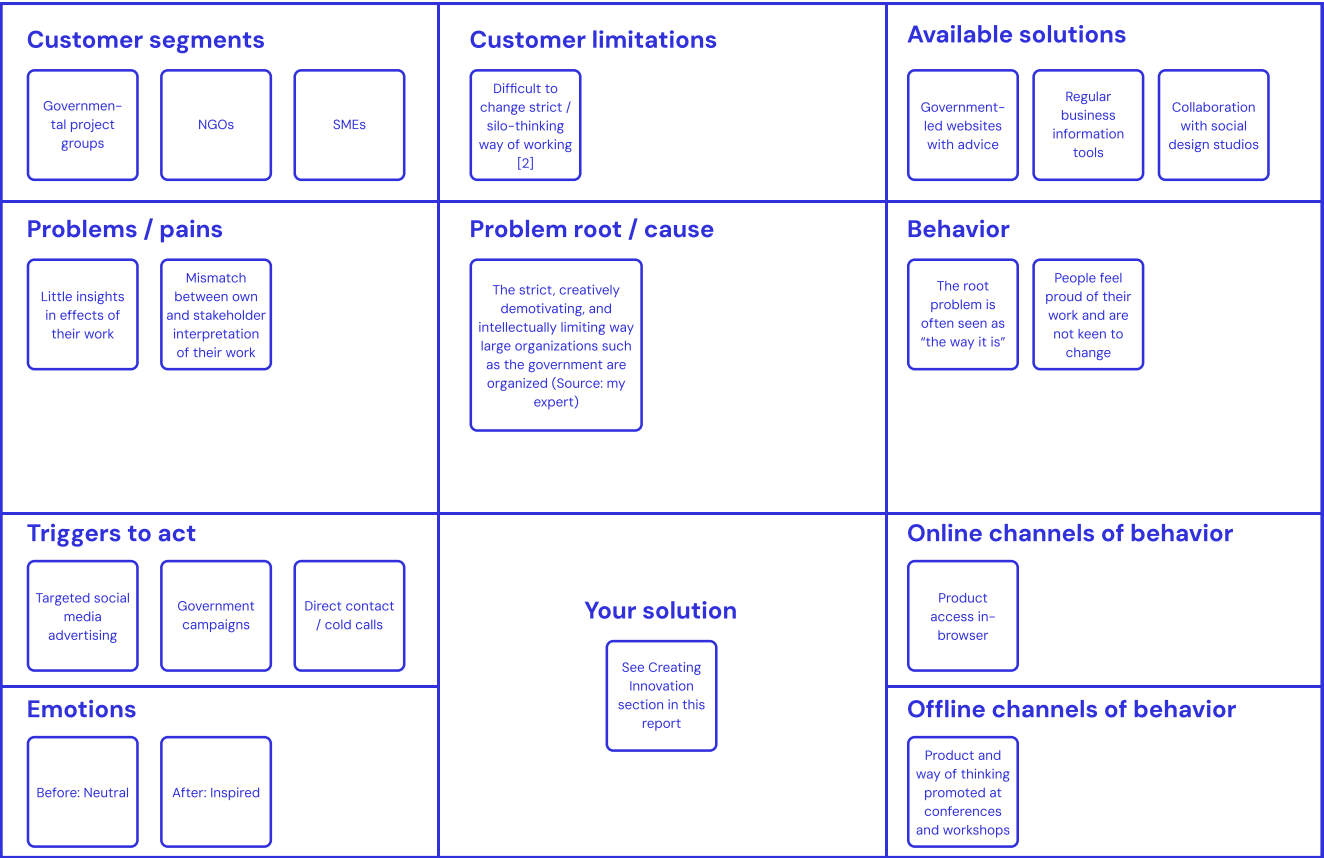 Customer segments
Governmen-
tal project
groups
NGOs
SMEs
Customer limitations
Difficult to
change strict /
silo-thinking
way of working
[2]
Available solutions
Government-
led websites
with advice
Regular
business
information
tools
Collaboration
with social
design studios
Problems / pains
Little insights
in effects of
their work
Mismatch
between own
and stakeholder
interpretation
of their work
Problem root / cause
The strict, creatively
demotivating, and
intellectually limiting way
large organizations such
as the government are
organized (Source: my
expert)
Behavior
The root
problem is
often seen as
“the way it is”
People feel
proud of their
work and are
not keen to
change
Triggers to act
Targeted social
media
advertising
Government
campaigns
Direct contact
/ cold calls
Emotions
Before: Neutral
After: Inspired
Your solution
See Creating
Innovation
section in this
report
Online channels of behavior
Product
access in-
browser
Offline channels of behavior
Product and
way of thinking
promoted at
conferences
and workshops